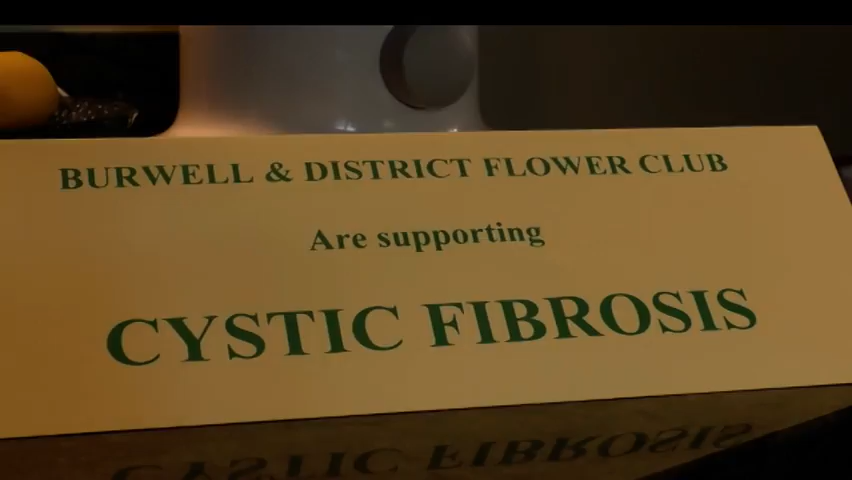 BURWELL & DISTRICT FLOWER CLUB
Are supporting
CYSTIC FIBROSIS